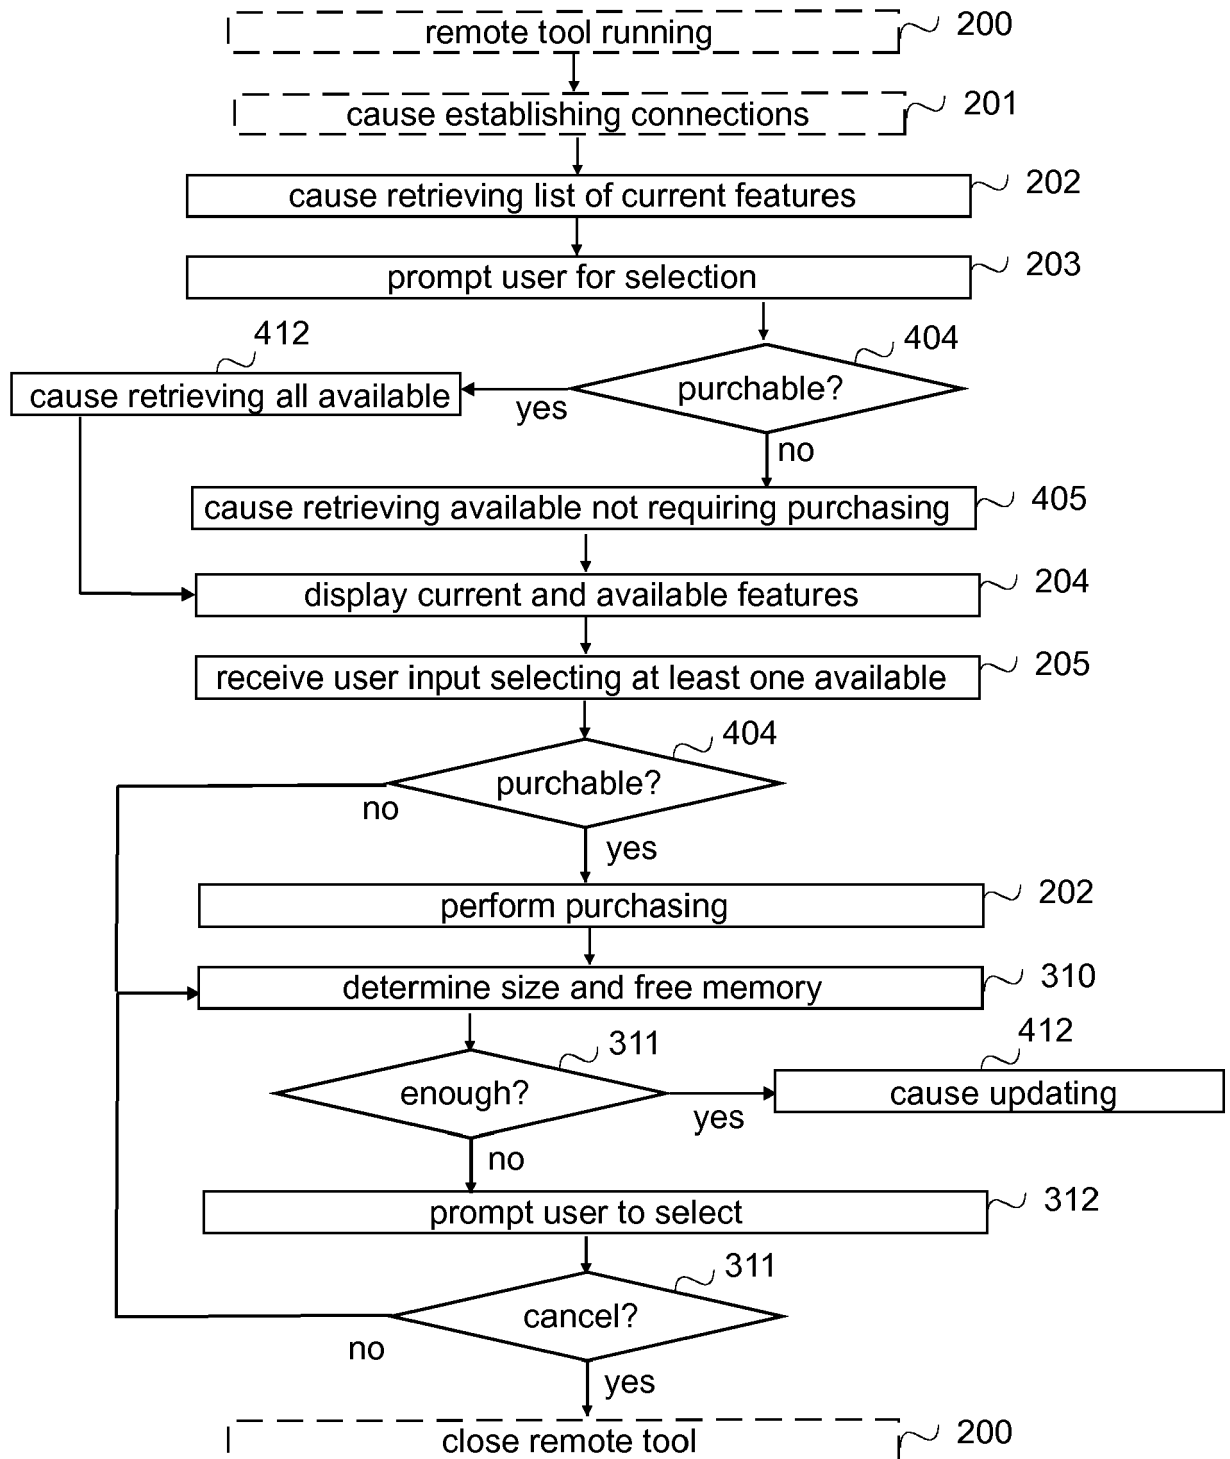 remote tool running 200
cause establishing connections 201
cause retrieving list of current features 202
prompt user for selection 203
412
404
purchable?
cause retrieving all available
yes
no
cause retrieving available not requiring purchasing 405
display current and available features 204
receive user input selecting at least one available 205
404
purchable?
no
yes
perform purchasing 202
determine size and free memory 310
311
412
enough?
cause updating
yes
no
prompt user to select 312
311
cancel?
no
yes
close remote tool 200